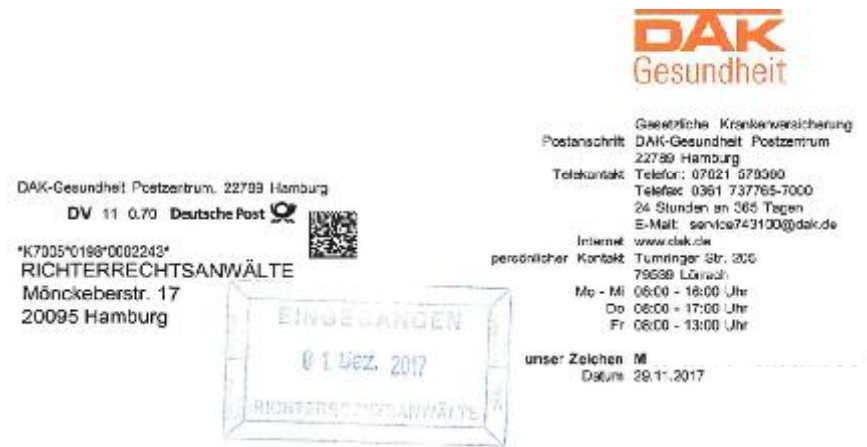 DAK
Gesundheit
Gesetzliche Krankenversicherung
Postanschrift DAK-Gesundheit Postzentrum
22789 Hamburg
Telekontakt Telefon: 07621 578300
Telefax: 0361 737765-7000
24 Stunden an 365 Tagen
E-Mail: service743100@dak.de
Internet www.dak.de
persönlicher Kontakt Tumringer Str. 205
79539 Lörrach
Mo - Mi 08:00 - 16:00 Uhr
Do 08:00 - 17:00 Uhr
Fr 08:00 - 13:00 Uhr
unser Zeichen M
Datum 29.11.2017
DAK-Gesundheit Postzentrum, 22789 Hamburg
DV 11 0.70 Deutsche Post
*K7005*0198*0002243*
RICHTERRECHTSANWÄLTE
Mönckeberstr. 17
20095 Hamburg
EINGEGANGEN
01. Dez. 2017
RICHTERRECHTSANWÄLTE